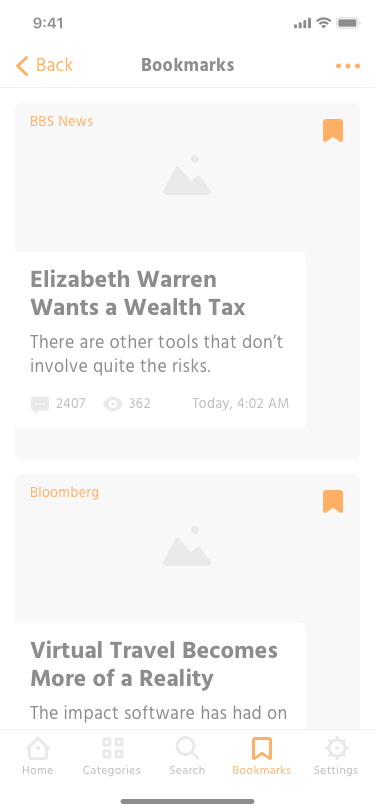 9:41
Back
Bookmarks
BBS News
Elizabeth Warren
Wants a Wealth Tax
There are other tools that don’t
involve quite the risks.
2407 362 Today, 4:02 AM
Bloomberg
Virtual Travel Becomes
More of a Reality
The impact software has had on
Home Categories Search Bookmarks Settings